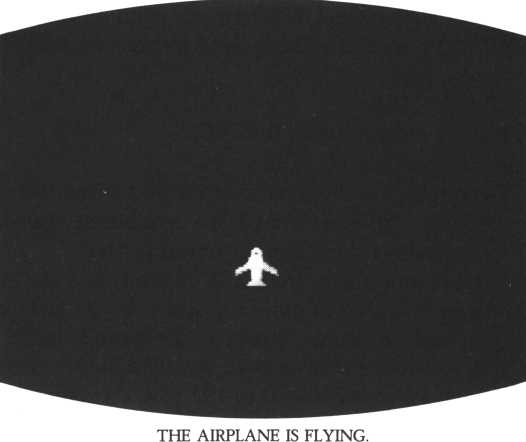 THE AIRPLANE IS FLYING.